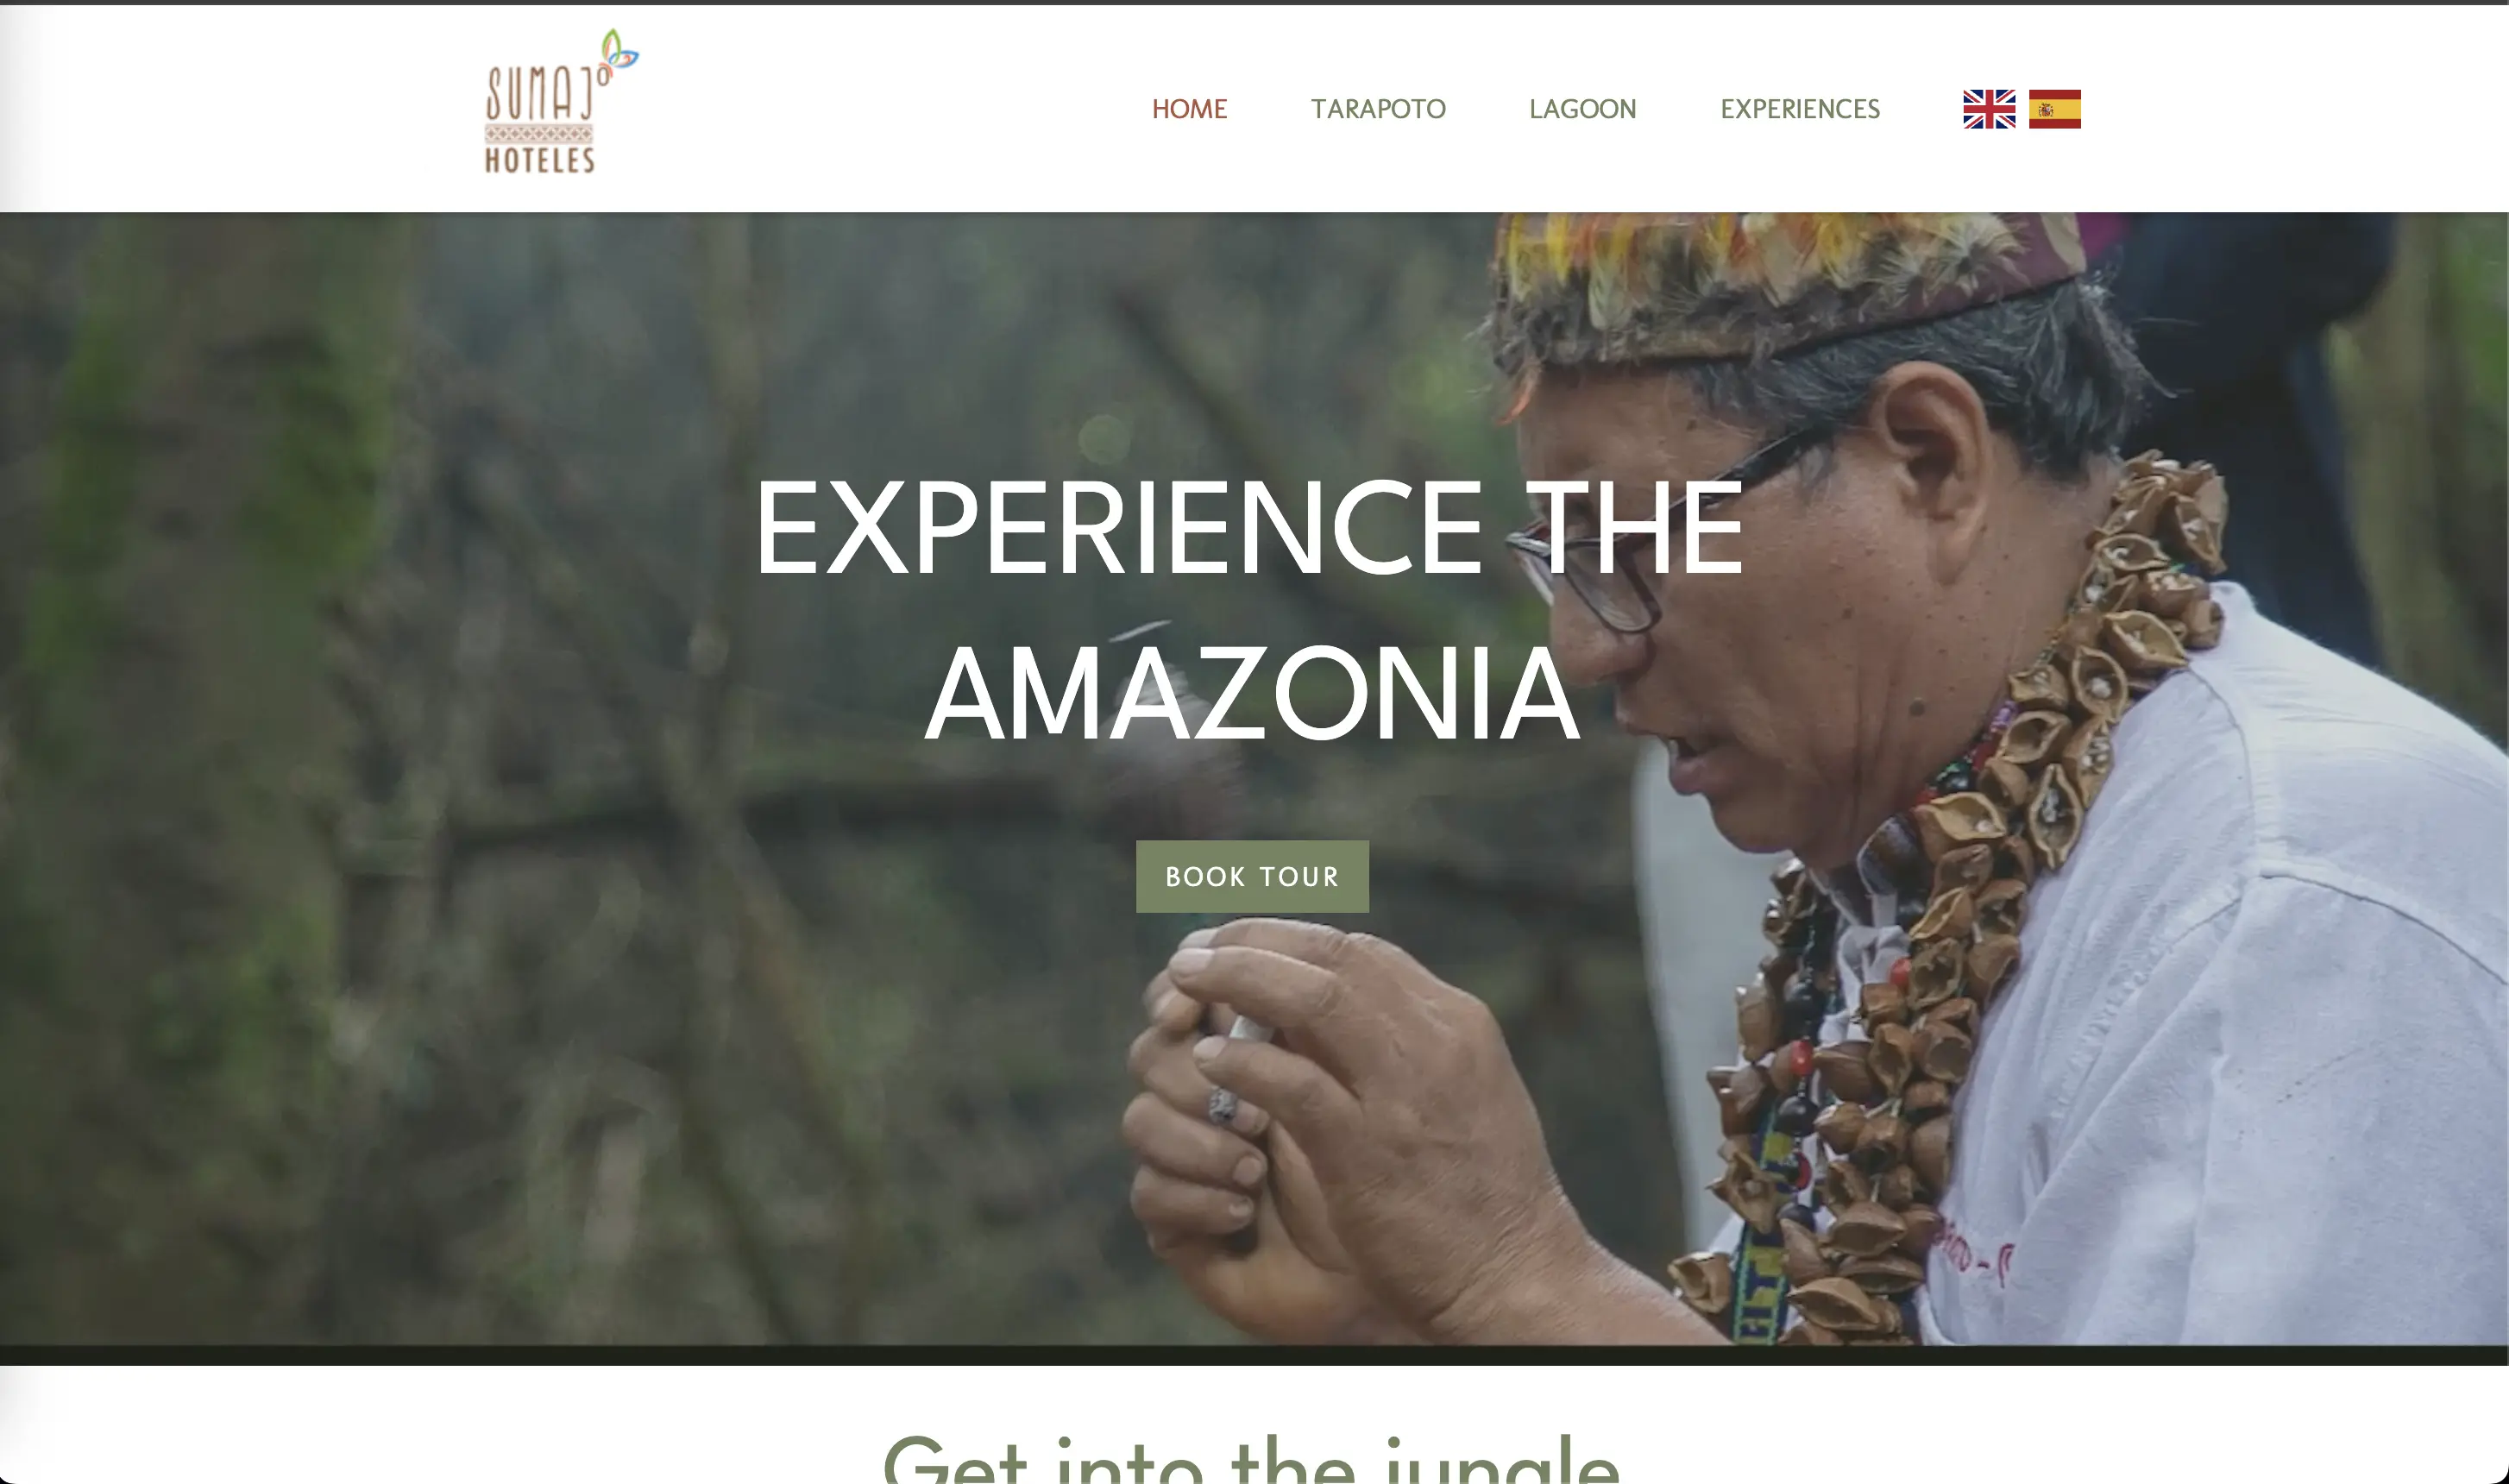 SUMAJ
HOTELES
HOME TARAPOTO LAGOON EXPERIENCES
EXPERIENCE THE
AMAZONIA
BOOK TOUR
Get into the jungle